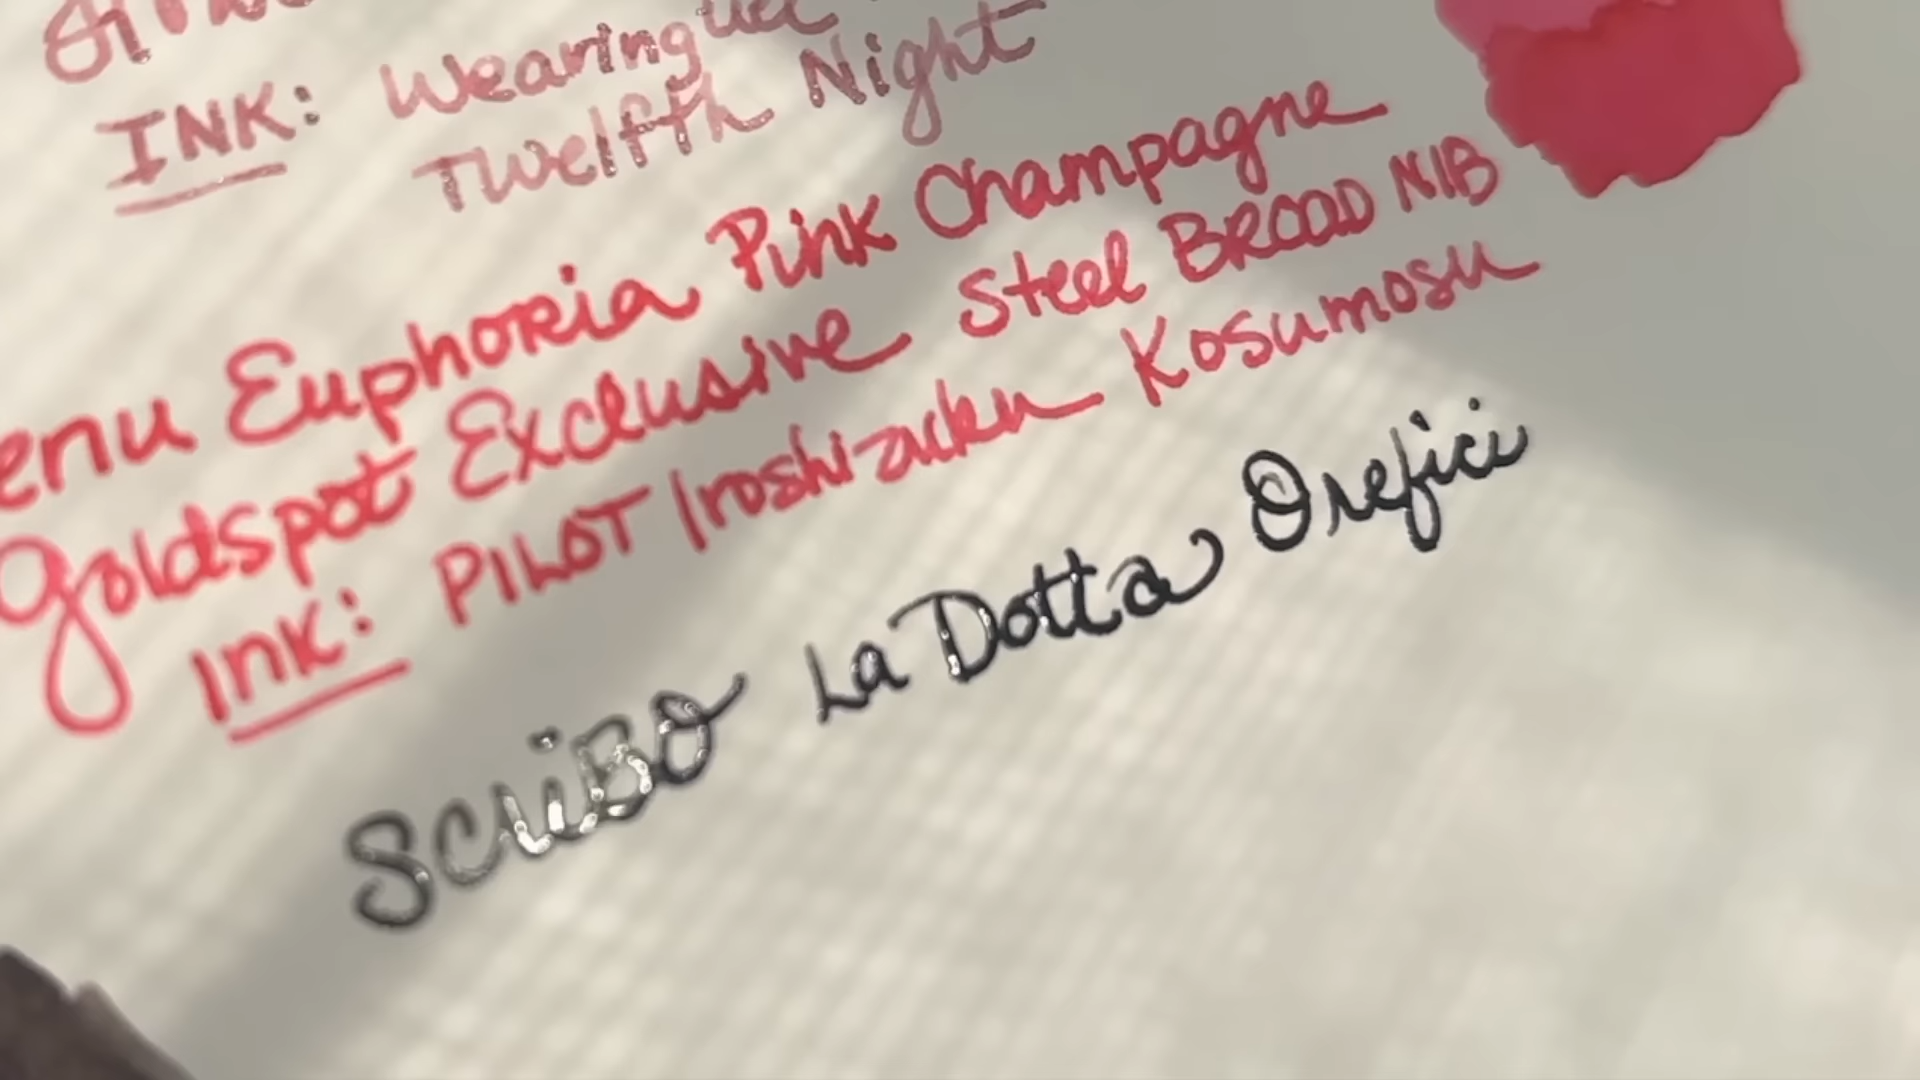 INK: Wearingeul
Twelfth Night
enu Euphoria Pink Champagne
Goldspot Exclusive Steel BROAD NIB
INK: PILOT Iroshizuku Kosumosu
SCRiBO La Dotta Orefici